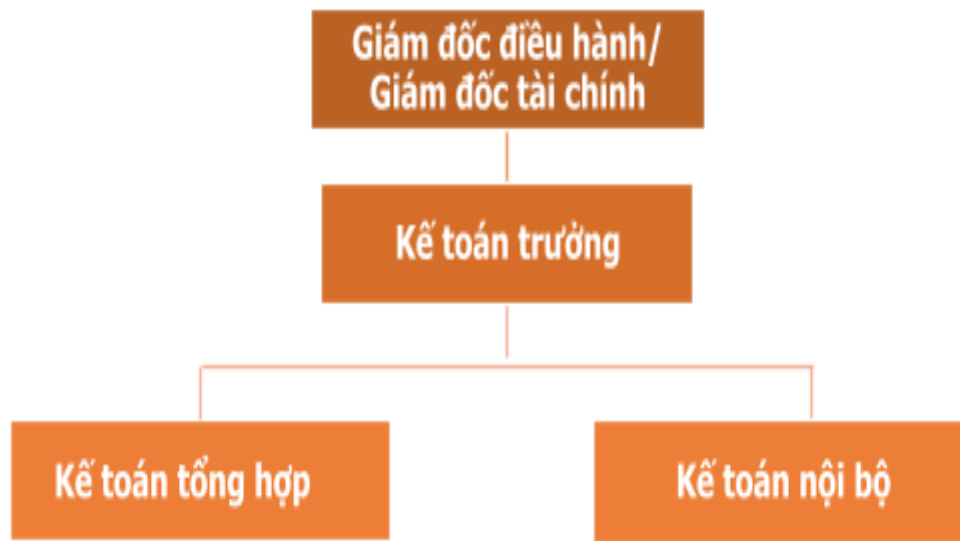 Giám đốc điều hành/
Giám đốc tài chính
Kế toán trưởng
Kế toán tổng hợp
Kế toán nội bộ